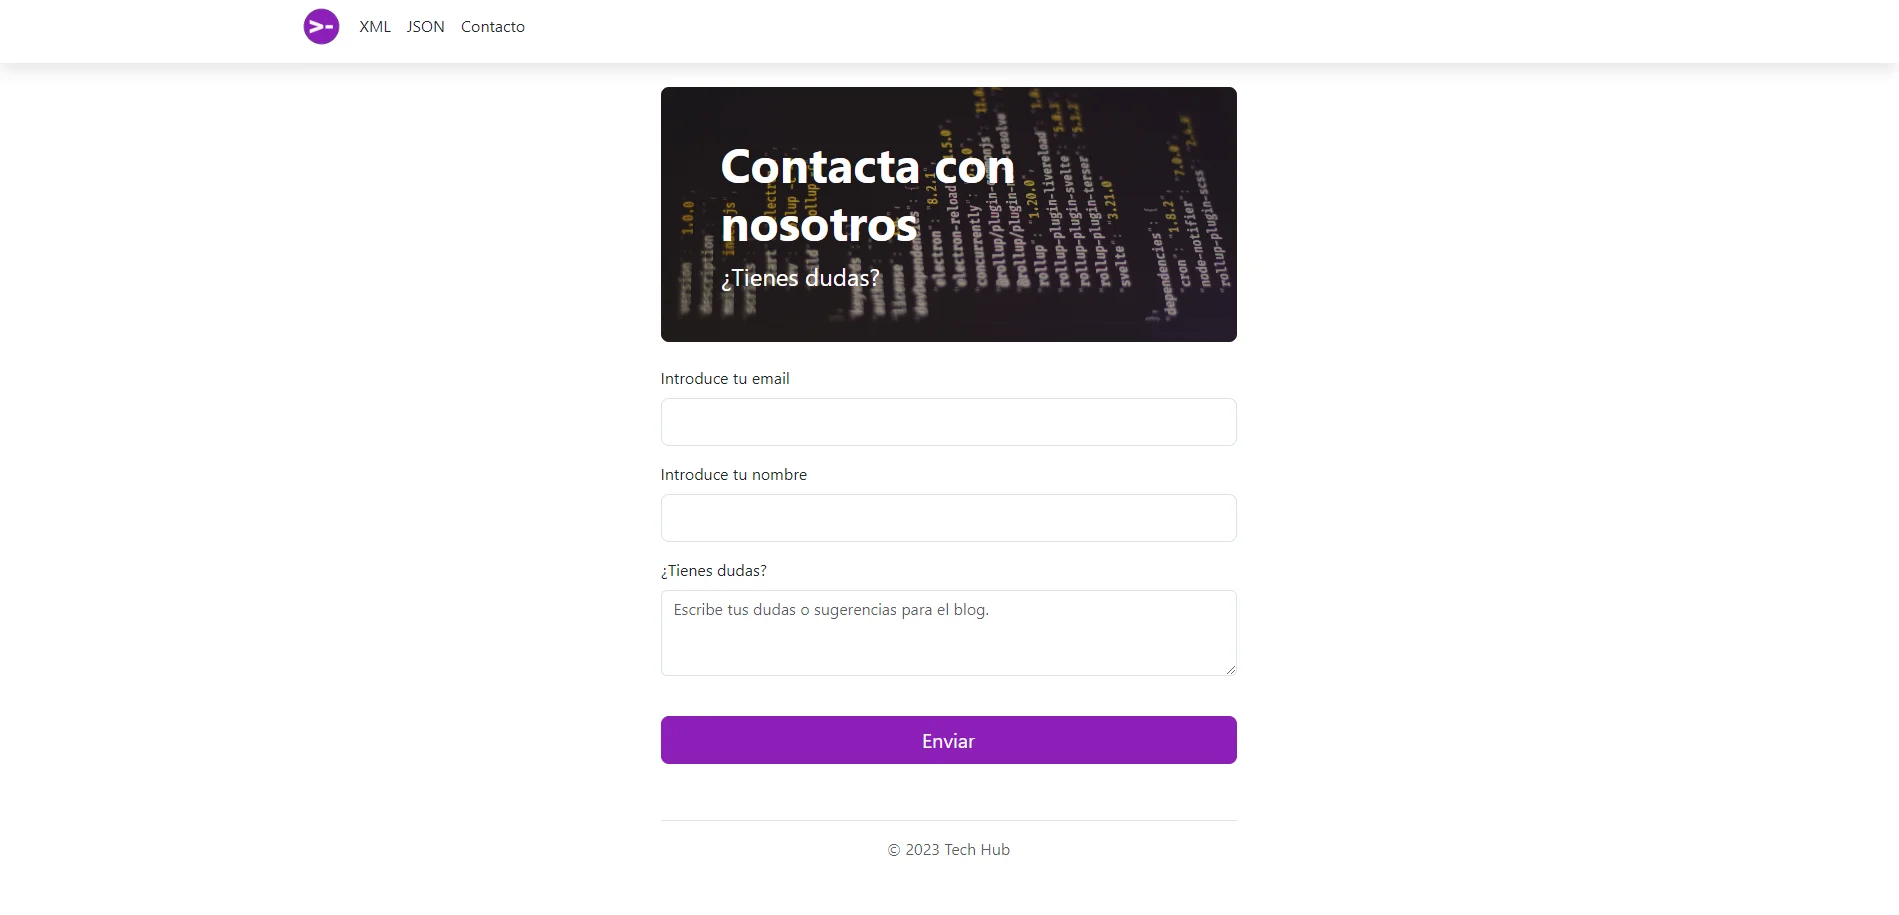 XML JSON Contacto
Contacta con
nosotros
¿Tienes dudas?
Introduce tu email
Introduce tu nombre
¿Tienes dudas?
Escribe tus dudas o sugerencias para el blog.
Enviar
© 2023 Tech Hub